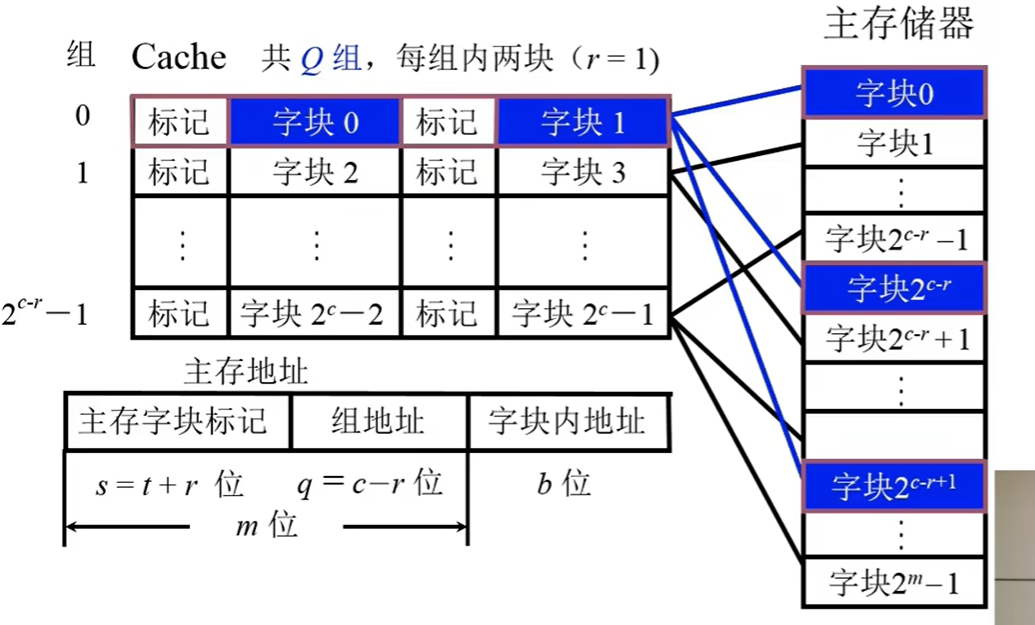 主存储器
组 Cache 共 Q 组，每组内两块（r = 1)
0 标记 字块 0 标记 字块 1
1 标记 字块 2 标记 字块 3
⋮ ⋮ ⋮ ⋮
2^c-r－1 标记 字块 2^c－2 标记 字块 2^c－1
字块0
字块1
⋮
字块2^c-r –1
字块2^c-r
字块2^c-r + 1
⋮
字块2^c-r+1
⋮
字块2^m–1
主存地址
主存字块标记 组地址 字块内地址
s = t + r 位 q = c–r 位 b 位
m 位